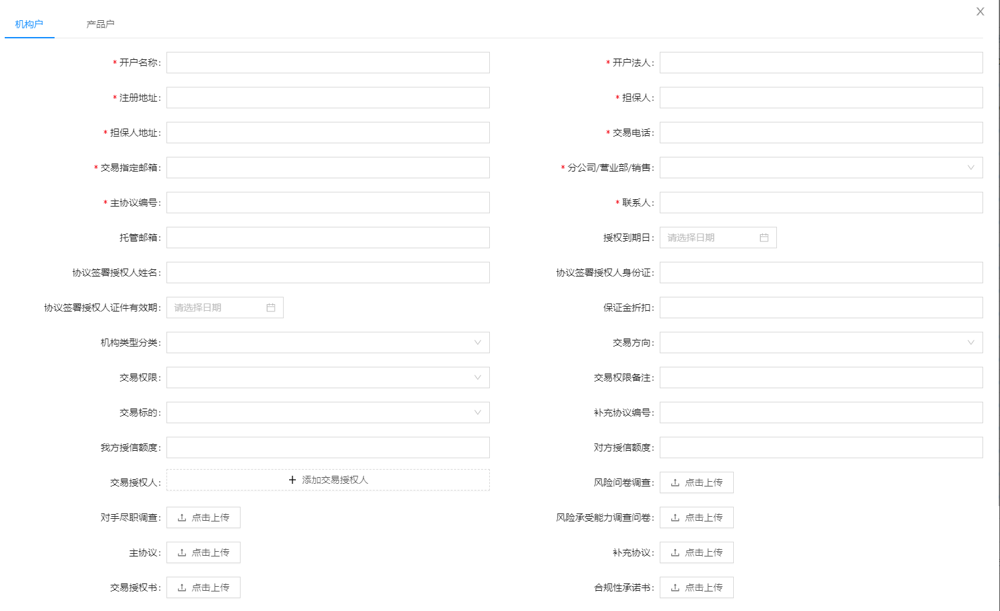 X
机构户 产品户
* 开户名称: * 开户法人:
* 注册地址: * 担保人:
* 担保人地址: * 交易电话:
* 交易指定邮箱: * 分公司/营业部/销售:
* 主协议编号: * 联系人:
托管邮箱: 授权到期日: 请选择日期
协议签署授权人姓名: 协议签署授权人身份证:
协议签署授权人证件有效期: 请选择日期 保证金折扣:
机构类型分类: 交易方向:
交易权限: 交易权限备注:
交易标的: 补充协议编号:
我方授信额度: 对方授信额度:
交易授权人: + 添加交易授权人 风险问卷调查: 点击上传
对手尽职调查: 点击上传 风险承受能力调查问卷: 点击上传
主协议: 点击上传 补充协议: 点击上传
交易授权书: 点击上传 合规性承诺书: 点击上传